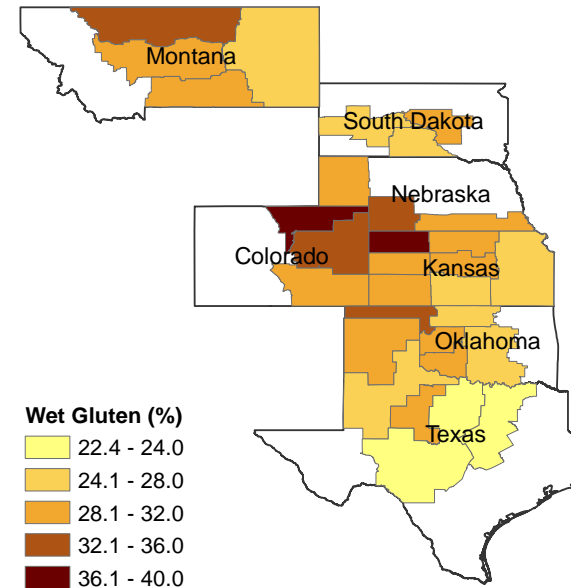 Montana
South Dakota
Nebraska
Colorado
Kansas
Oklahoma
Texas
Wet Gluten (%)
22.4 - 24.0
24.1 - 28.0
28.1 - 32.0
32.1 - 36.0
36.1 - 40.0